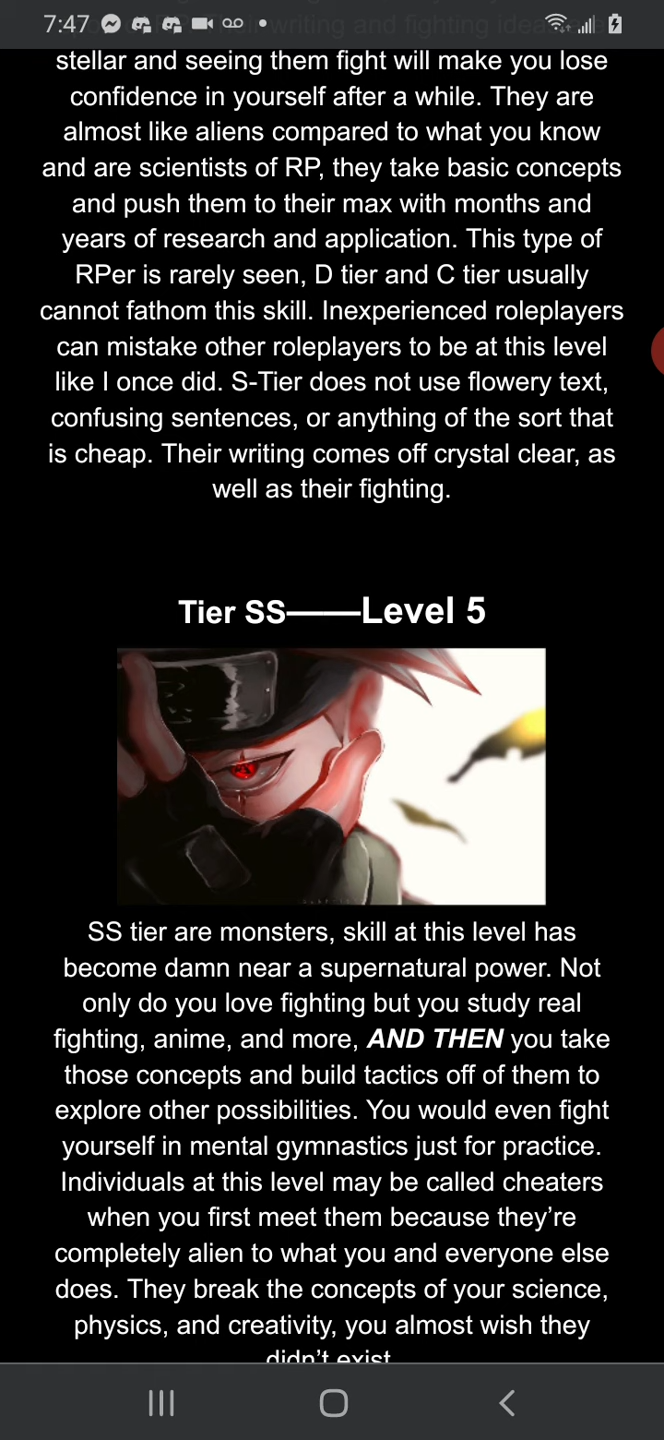 7:47
writing and fighting idea
stellar and seeing them fight will make you lose
confidence in yourself after a while. They are
almost like aliens compared to what you know
and are scientists of RP, they take basic concepts
and push them to their max with months and
years of research and application. This type of
RPer is rarely seen, D tier and C tier usually
cannot fathom this skill. Inexperienced roleplayers
can mistake other roleplayers to be at this level
like I once did. S-Tier does not use flowery text,
confusing sentences, or anything of the sort that
is cheap. Their writing comes off crystal clear, as
well as their fighting.
Tier SS——Level 5
SS tier are monsters, skill at this level has
become damn near a supernatural power. Not
only do you love fighting but you study real
fighting, anime, and more, AND THEN you take
those concepts and build tactics off of them to
explore other possibilities. You would even fight
yourself in mental gymnastics just for practice.
Individuals at this level may be called cheaters
when you first meet them because they’re
completely alien to what you and everyone else
does. They break the concepts of your science,
physics, and creativity, you almost wish they
didn’t exist